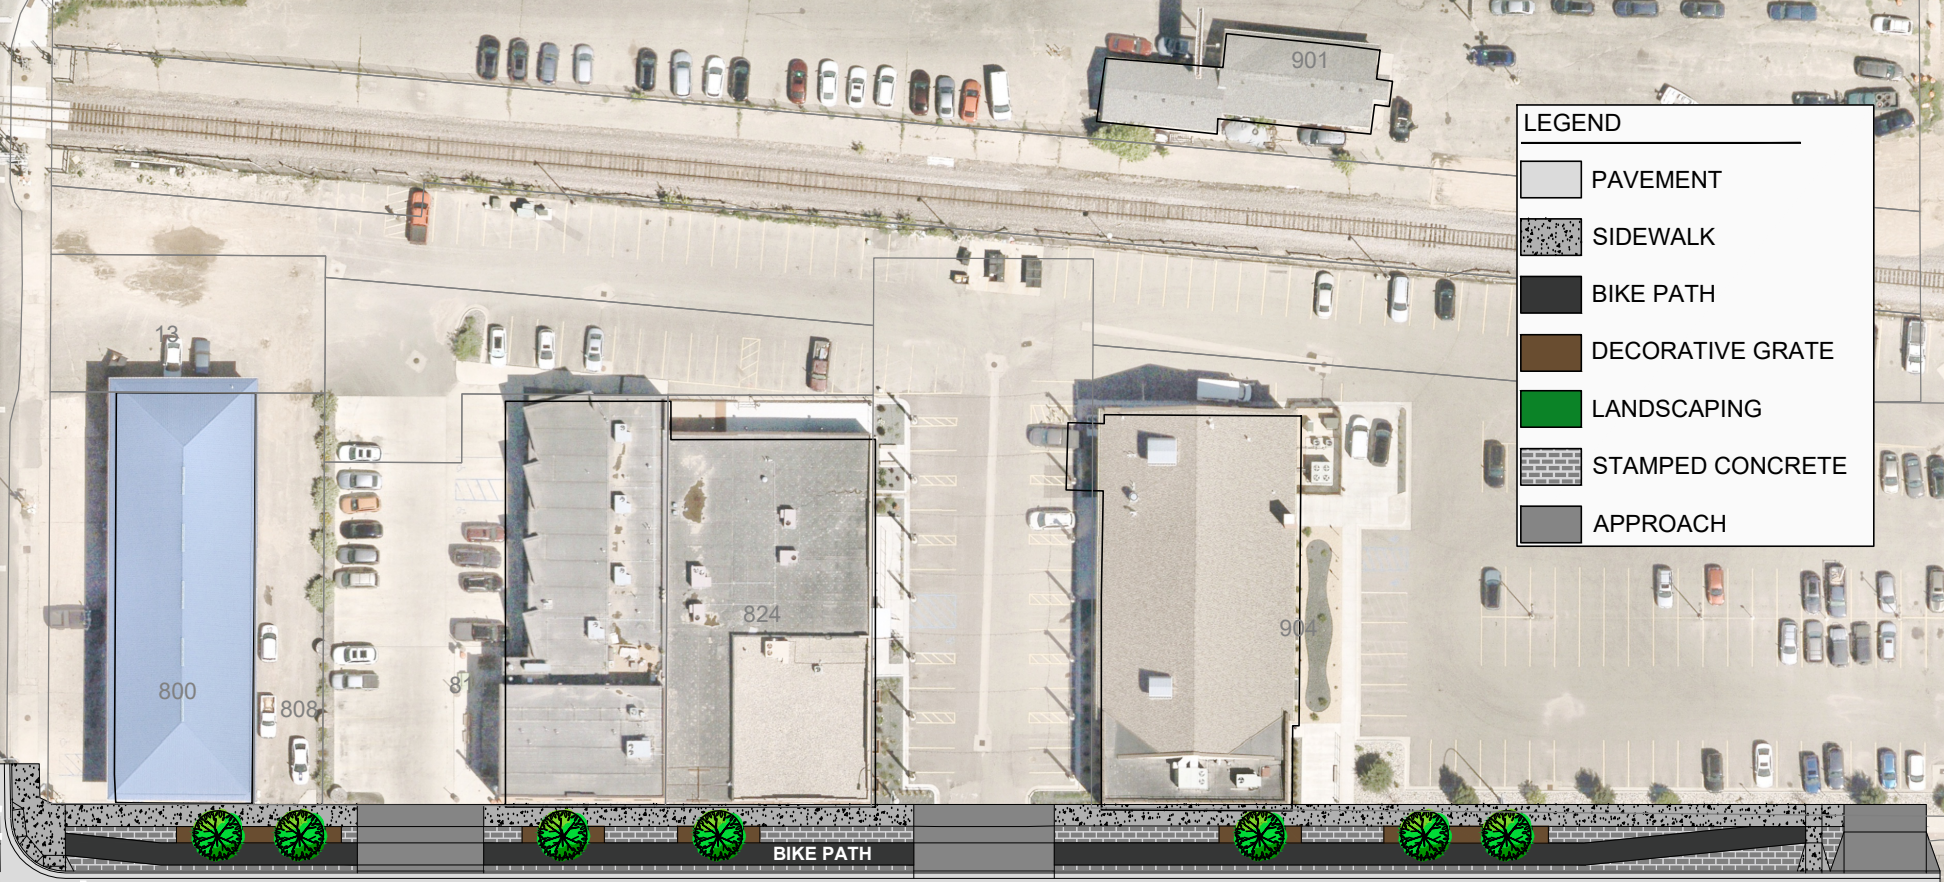 901
LEGEND
PAVEMENT
SIDEWALK
BIKE PATH
DECORATIVE GRATE
LANDSCAPING
STAMPED CONCRETE
APPROACH
13
824
904
800
808
81
BIKE PATH